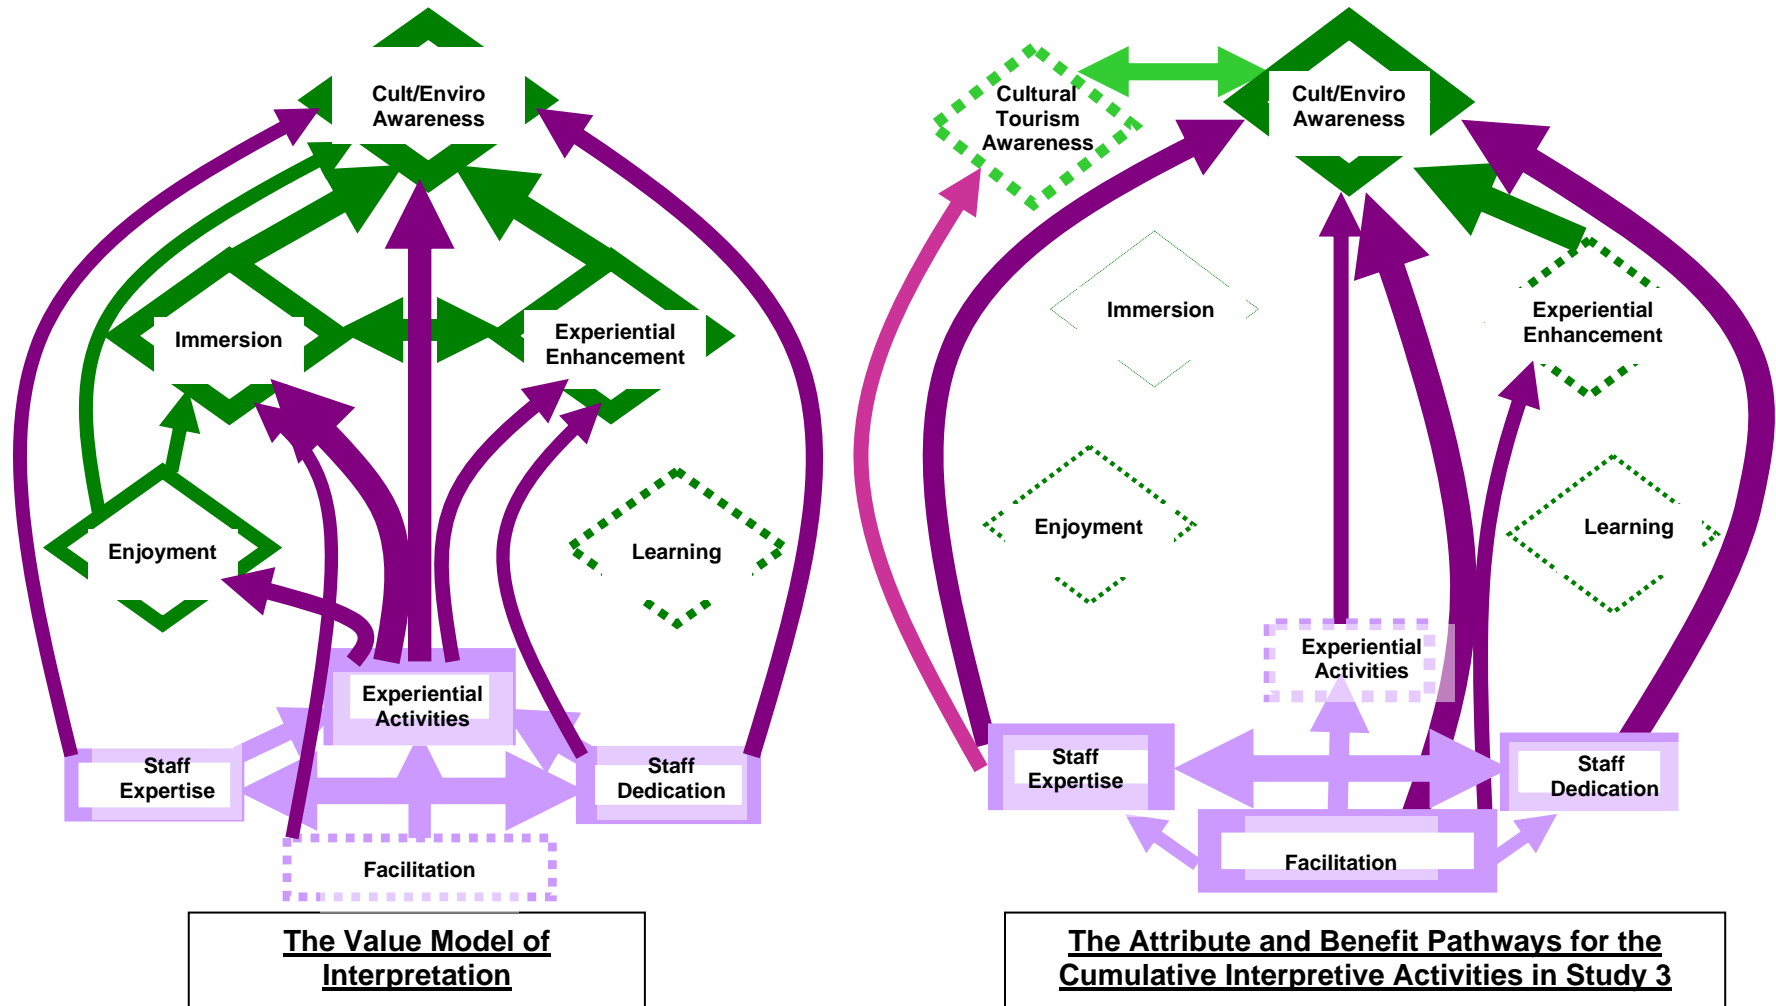 Cult/Enviro
Awareness
Immersion
Experiential
Enhancement
Enjoyment
Learning
Experiential
Activities
Staff
Expertise
Staff
Dedication
Facilitation
The Value Model of
Interpretation
Cultural
Tourism
Awareness
Cult/Enviro
Awareness
Immersion
Experiential
Enhancement
Enjoyment
Learning
Experiential
Activities
Staff
Expertise
Staff
Dedication
Facilitation
The Attribute and Benefit Pathways for the
Cumulative Interpretive Activities in Study 3